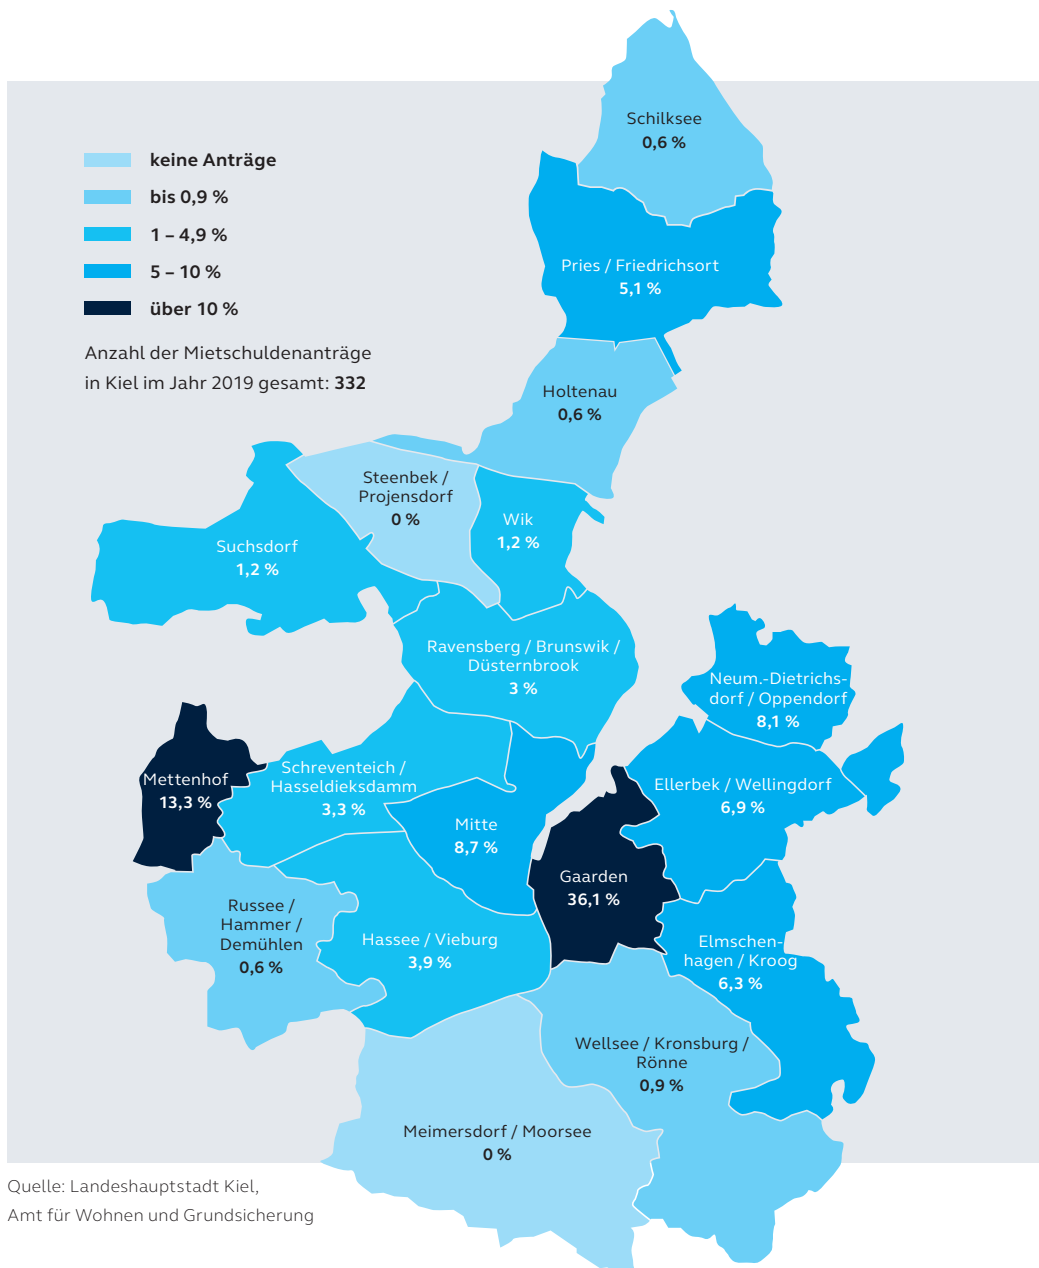 Schilksee
0,6 %
keine Anträge
bis 0,9 %
1 – 4,9 %
5 – 10 %
über 10 %
Anzahl der Mietschuldenanträge
in Kiel im Jahr 2019 gesamt: 332
Pries / Friedrichsort
5,1 %
Holtenau
0,6 %
Steenbek /
Projensdorf
0 %
Wik
1,2 %
Suchsdorf
1,2 %
Ravensberg / Brunswik /
Düsternbrook
3 %
Neum.-Dietrichs-
dorf / Oppendorf
8,1 %
Mettenhof
13,3 %
Schreventeich /
Hasseldieksdamm
3,3 %
Ellerbek / Wellingdorf
6,9 %
Mitte
8,7 %
Gaarden
36,1 %
Russee /
Hammer /
Demühlen
0,6 %
Hassee / Vieburg
3,9 %
Elmschen-
hagen / Kroog
6,3 %
Wellsee / Kronsburg /
Rönne
0,9 %
Meimersdorf / Moorsee
0 %
Quelle: Landeshauptstadt Kiel,
Amt für Wohnen und Grundsicherung